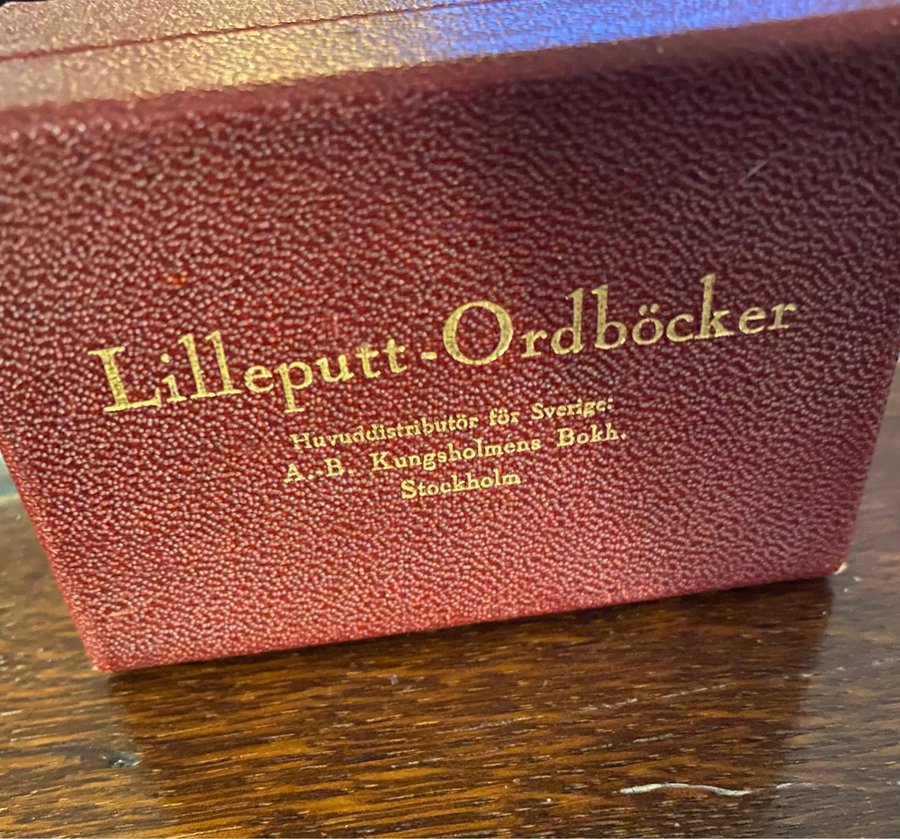 Lilleputt-Ordböcker
Huvuddistributör för Sverige:
A.-B. Kungsholmens Bokh.
Stockholm